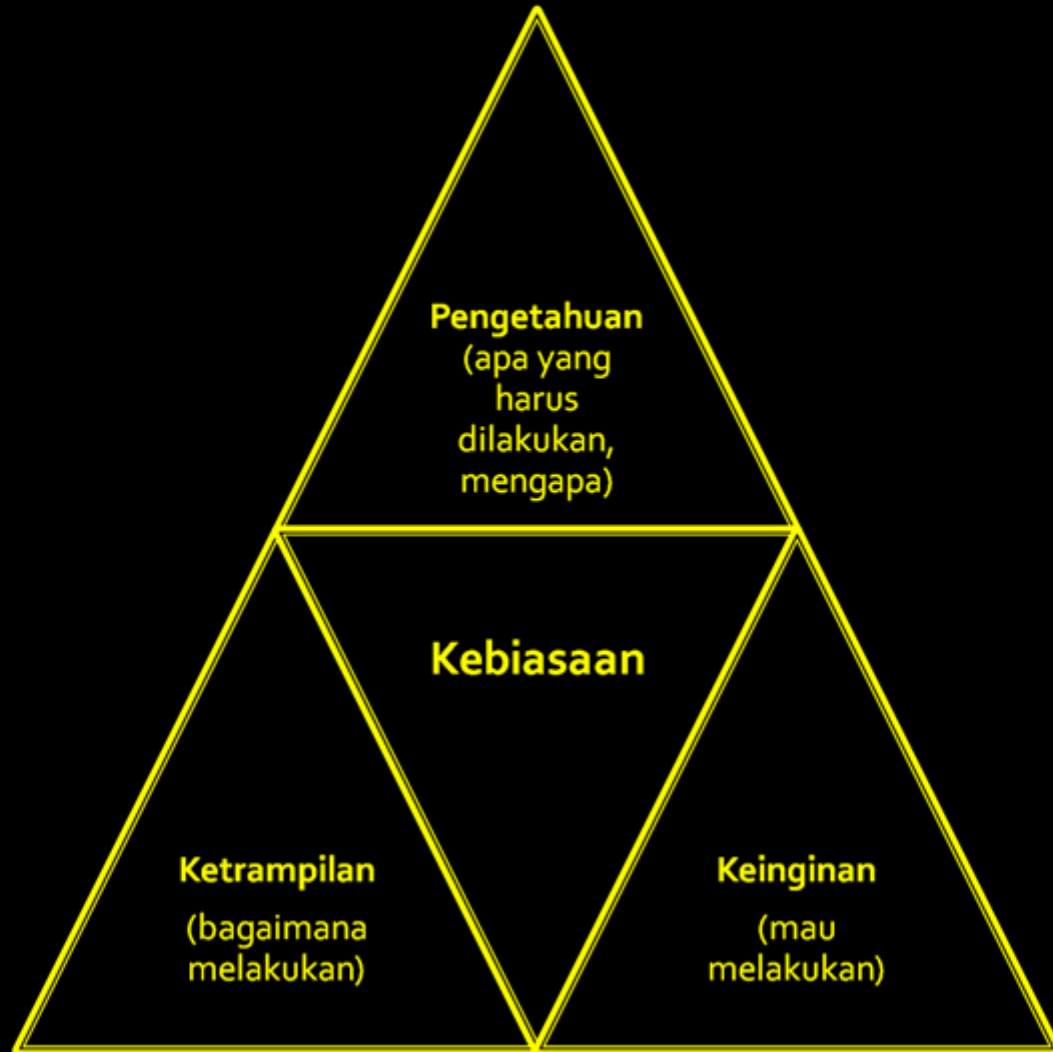 Pengetahuan
(apa yang
harus
dilakukan,
mengapa)
Kebiasaan
Ketrampilan
(bagaimana
melakukan)
Keinginan
(mau
melakukan)